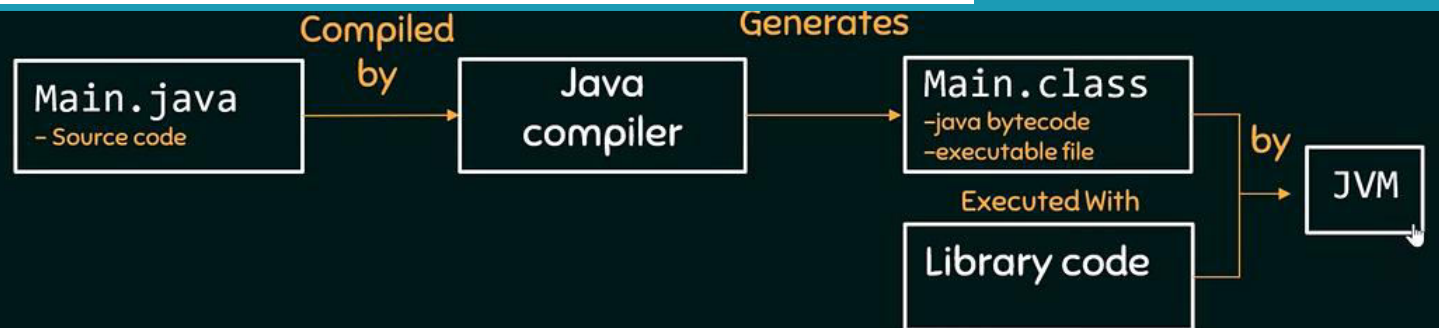 Compiled
by
Generates
Main.java
- Source code
Java
compiler
Main.class
-java bytecode
-executable file
by
JVM
Executed With
Library code